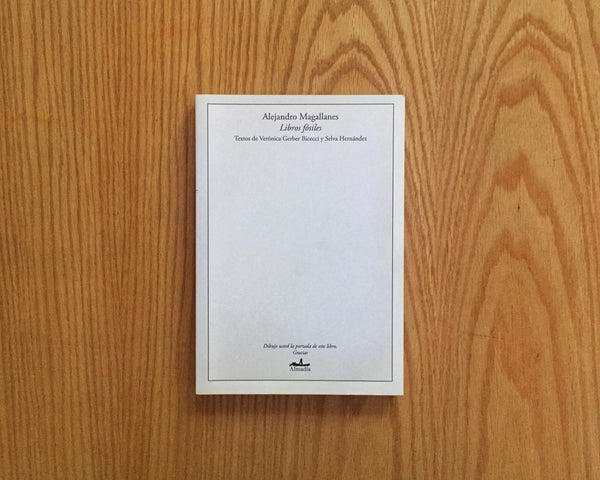 Alejandro Magallanes
Libros fósiles
Textos de Verónica Gerber Bicecci y Selva Hernández
Dibuje usted la portada de este libro.
Gracias
Almadía